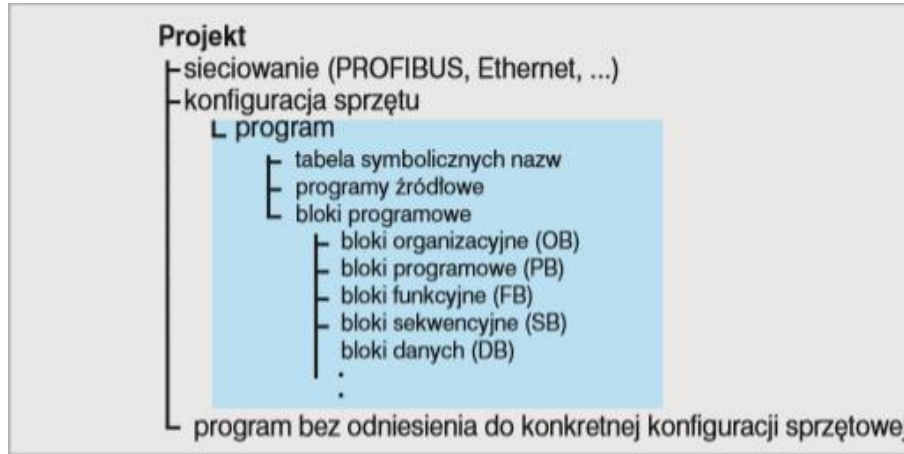 Projekt
sieciowanie (PROFIBUS, Ethernet, ...)
konfiguracja sprzętu
program
tabela symbolicznych nazw
programy źródłowe
bloki programowe
bloki organizacyjne (OB)
bloki programowe (PB)
bloki funkcyjne (FB)
bloki sekwencyjne (SB)
bloki danych (DB)
.
.
program bez odniesienia do konkretnej konfiguracji sprzętowej